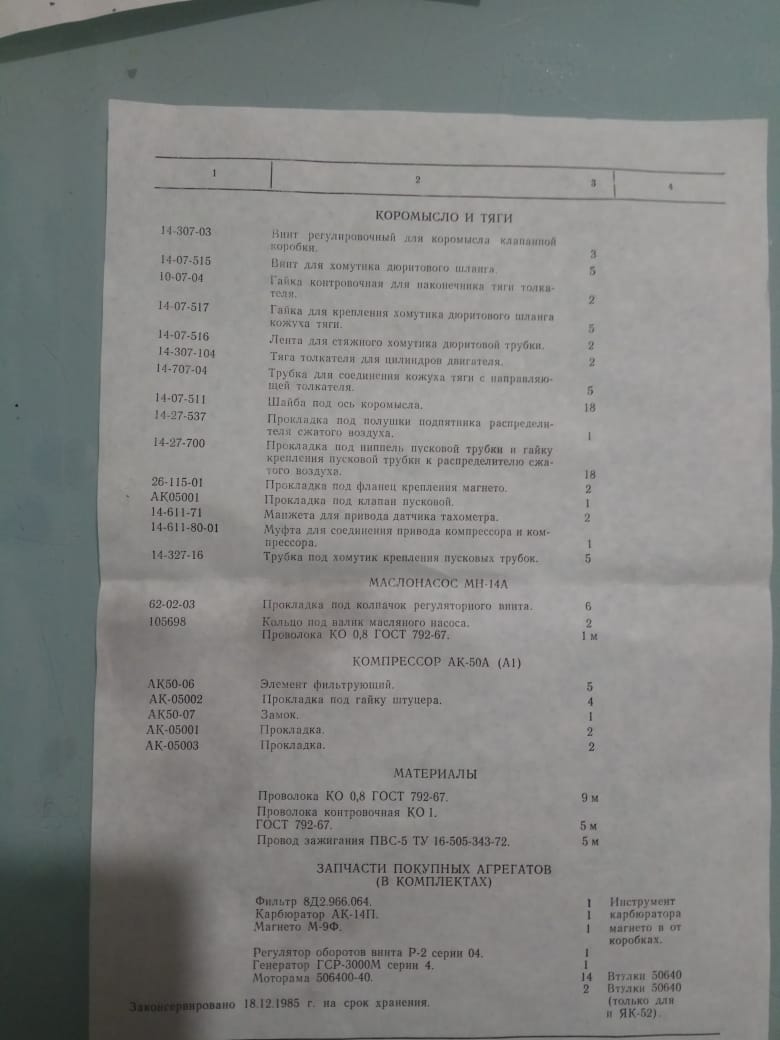 1 2 3 4
КОРОМЫСЛО И ТЯГИ
14-307-03 Винт регулировочный для коромысла клапанной
коробки. 3
14-07-515 Винт для хомутика дюритового шланга. 5
10-07-04 Гайка контровочная для наконечника тяги толка-
теля. 2
14-07-517 Гайка для крепления хомутика дюритового шланга
кожуха тяги. 5
14-07-516 Лента для стяжного хомутика дюритовой трубки. 2
14-307-104 Тяга толкателя для цилиндров двигателя. 2
14-707-04 Трубка для соединения кожуха тяги с направляю-
щей толкателя. 5
14-07-511 Шайба под ось коромысла. 18
14-27-537 Прокладка под полушки подпятника распредели-
теля сжатого воздуха. 1
14-27-700 Прокладка под ниппель пусковой трубки и гайку
крепления пусковой трубки к распределителю сжа-
того воздуха. 18
26-115-01 Прокладка под фланец крепления магнето. 2
АК05001 Прокладка под клапан пусковой. 1
14-611-71 Манжета для привода датчика тахометра. 2
14-611-80-01 Муфта для соединения привода компрессора и ком-
прессора. 1
14-327-16 Трубка под хомутик крепления пусковых трубок. 5
МАСЛОНАСОС МН-14А
62-02-03 Прокладка под колпачок регуляторного винта. 6
105698 Кольцо под валик масляного насоса. 2
Проволока КО 0,8 ГОСТ 792-67. 1 м
КОМПРЕССОР АК-50А (А1)
АК50-06 Элемент фильтрующий. 5
АК-05002 Прокладка под гайку штуцера. 4
АК50-07 Замок. 1
АК-05001 Прокладка. 2
АК-05003 Прокладка. 2
МАТЕРИАЛЫ
Проволока КО 0,8 ГОСТ 792-67. 9 м
Проволока контровочная КО 1.
ГОСТ 792-67. 5 м
Провод зажигания ПВС-5 ТУ 16-505-343-72. 5 м
ЗАПЧАСТИ ПОКУПНЫХ АГРЕГАТОВ
(В КОМПЛЕКТАХ)
Фильтр 8Д2.966.064. 1 Инструмент
Карбюратор АК-14П. 1 карбюратора
Магнето М-9Ф. 1 магнето в от
коробках.
Регулятор оборотов винта Р-2 серии 04. 1
Генератор ГСР-3000М серии 4. 1
Моторама 506400-40. 14 Втулки 50640
2 Втулки 50640
(только для
и ЯК-52).
Законсервировано 18.12.1985 г. на срок хранения.